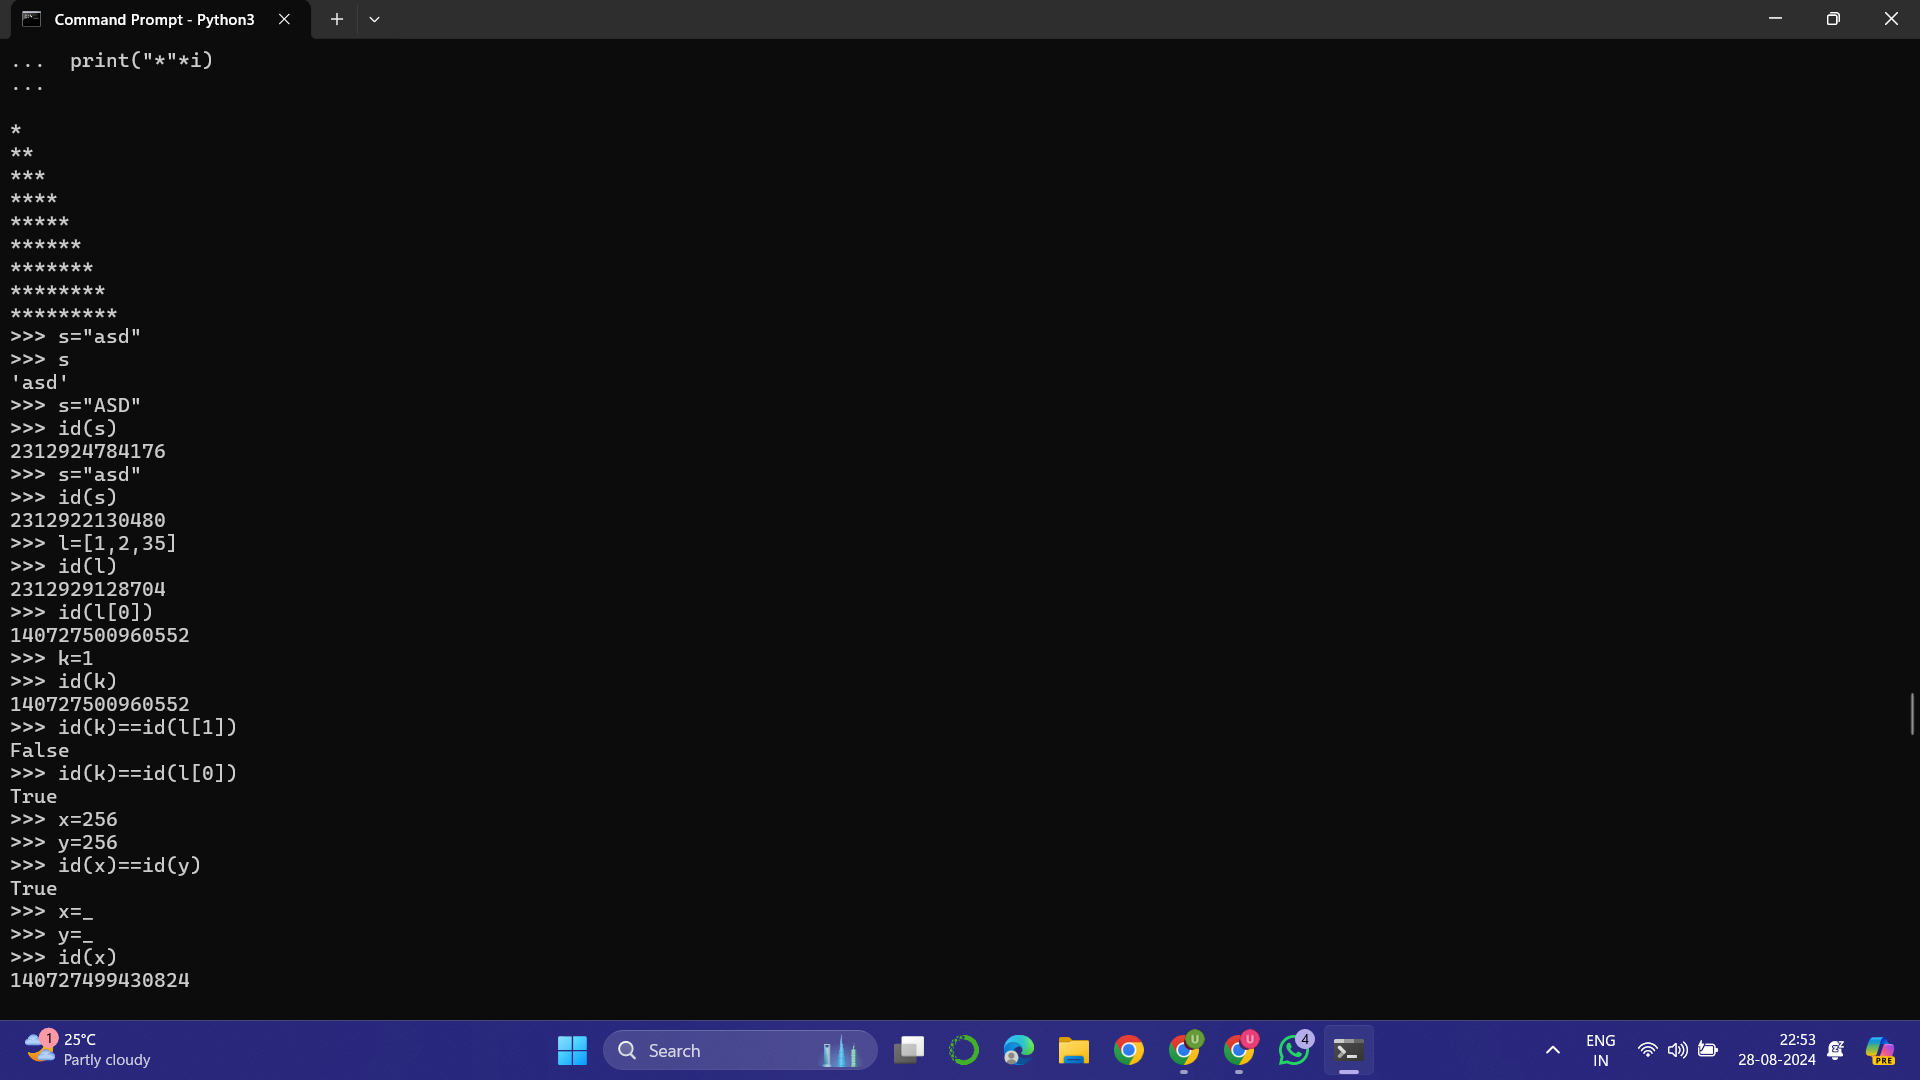 Command Prompt - Python3
...  print("*"*i)
...
*
**
***
****
*****
******
*******
********
*********
>>> s="asd"
>>> s
'asd'
>>> s="ASD"
>>> id(s)
2312924784176
>>> s="asd"
>>> id(s)
2312922130480
>>> l=[1,2,35]
>>> id(l)
2312929128704
>>> id(l[0])
140727500960552
>>> k=1
>>> id(k)
140727500960552
>>> id(k)==id(l[1])
False
>>> id(k)==id(l[0])
True
>>> x=256
>>> y=256
>>> id(x)==id(y)
True
>>> x=_
>>> y=_
>>> id(x)
140727499430824
1
25°C
Partly cloudy
Search
U
U
4
ENG
IN
22:53
28-08-2024
PRE